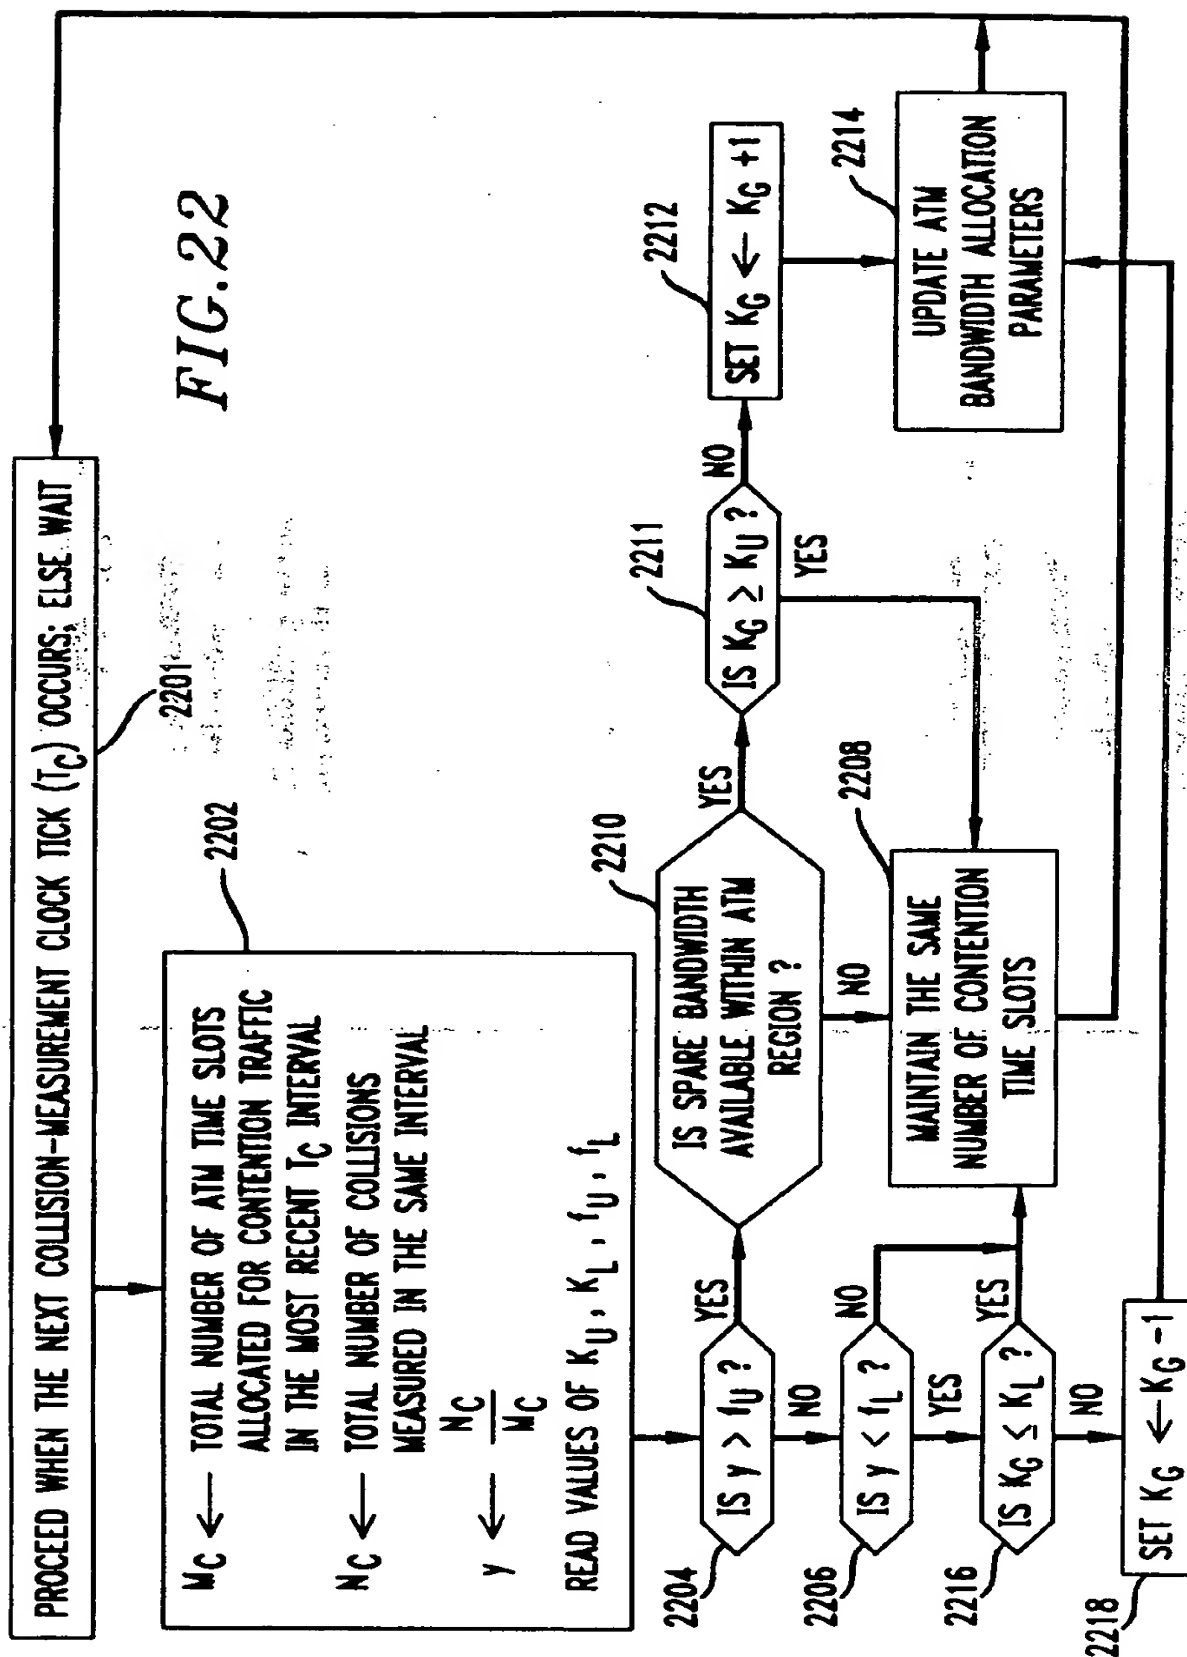 FIG.22
PROCEED WHEN THE NEXT COLLISION-MEASUREMENT CLOCK TICK (T_C) OCCURS; ELSE WAIT
2201
2202
M_C ← TOTAL NUMBER OF ATM TIME SLOTS
ALLOCATED FOR CONTENTION TRAFFIC
IN THE MOST RECENT T_C INTERVAL
N_C ← TOTAL NUMBER OF COLLISIONS
MEASURED IN THE SAME INTERVAL
y ← N_C / M_C
READ VALUES OF K_U, K_L, f_U, f_L
2204
IS y > f_U ?
YES
NO
2210
IS SPARE BANDWIDTH
AVAILABLE WITHIN ATM
REGION ?
YES
NO
2211
IS K_G ≥ K_U ?
NO
YES
2212
SET K_G ← K_G +1
2206
IS y < f_L ?
NO
YES
2208
MAINTAIN THE SAME
NUMBER OF CONTENTION
TIME SLOTS
2214
UPDATE ATM
BANDWIDTH ALLOCATION
PARAMETERS
2216
IS K_G ≤ K_L ?
YES
NO
2218
SET K_G ← K_G -1